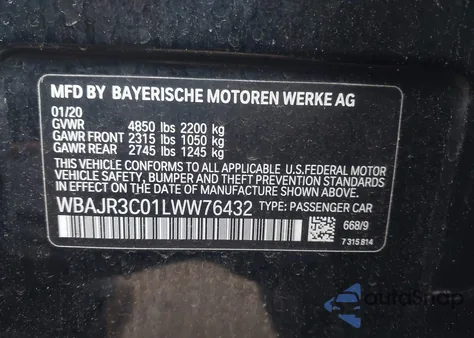 MFD BY BAYERISCHE MOTOREN WERKE AG
01/20
GVWR 4850 lbs 2200 kg
GAWR FRONT 2315 lbs 1050 kg
GAWR REAR 2745 lbs 1245 kg
THIS VEHICLE CONFORMS TO ALL APPLICABLE U.S.FEDERAL MOTOR
VEHICLE SAFETY, BUMPER, AND THEFT PREVENTION STANDARDS
IN EFFECT ON THE DATE OF MANUFACTURE SHOWN ABOVE.
WBAJR3C01LWW76432 TYPE: PASSENGER CAR
668/9
7 315 814
AutoSnap